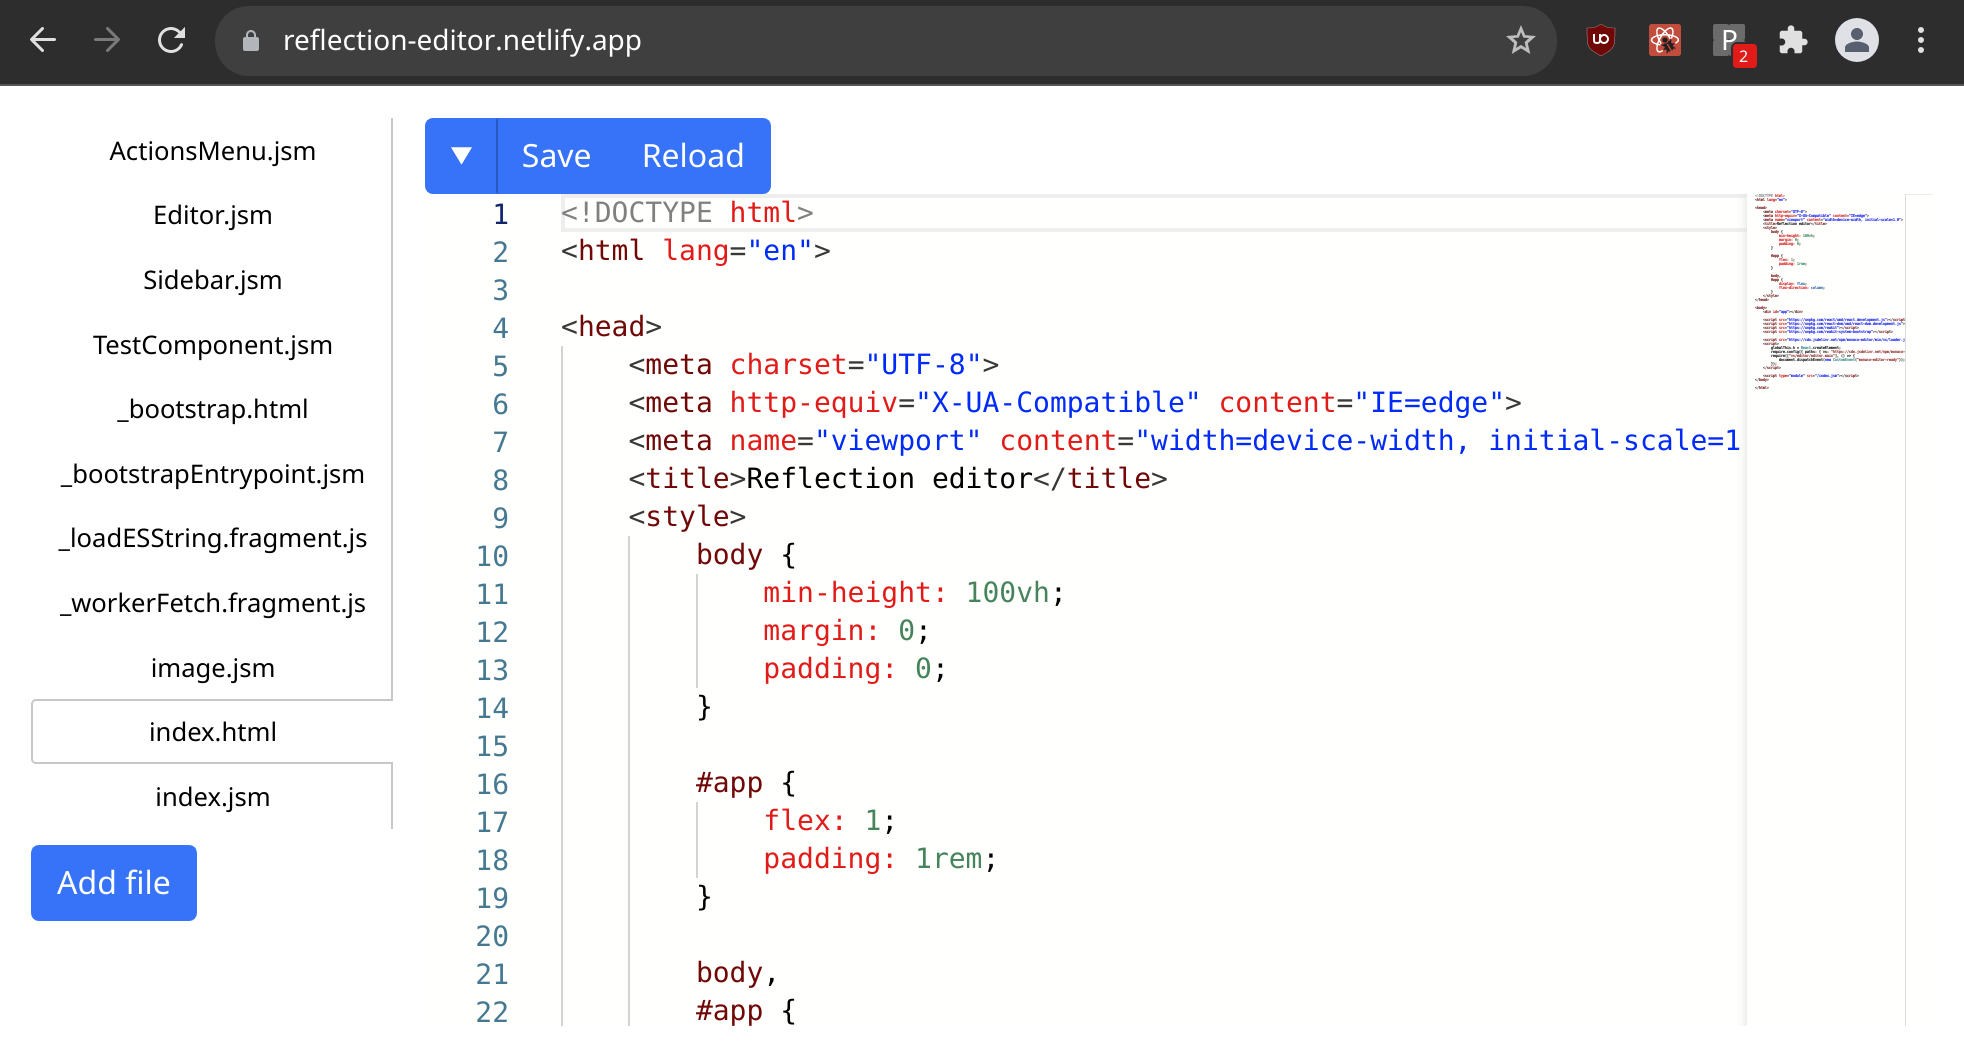 reflection-editor.netlify.app
P
2
ActionsMenu.jsm
Editor.jsm
Sidebar.jsm
TestComponent.jsm
_bootstrap.html
_bootstrapEntrypoint.jsm
_loadESString.fragment.js
_workerFetch.fragment.js
image.jsm
index.html
index.jsm
Add file
▼ Save Reload
1 <!DOCTYPE html>
2 <html lang="en">
3
4 <head>
5 <meta charset="UTF-8">
6 <meta http-equiv="X-UA-Compatible" content="IE=edge">
7 <meta name="viewport" content="width=device-width, initial-scale=1
8 <title>Reflection editor</title>
9 <style>
10 body {
11 min-height: 100vh;
12 margin: 0;
13 padding: 0;
14 }
15
16 #app {
17 flex: 1;
18 padding: 1rem;
19 }
20
21 body,
22 #app {